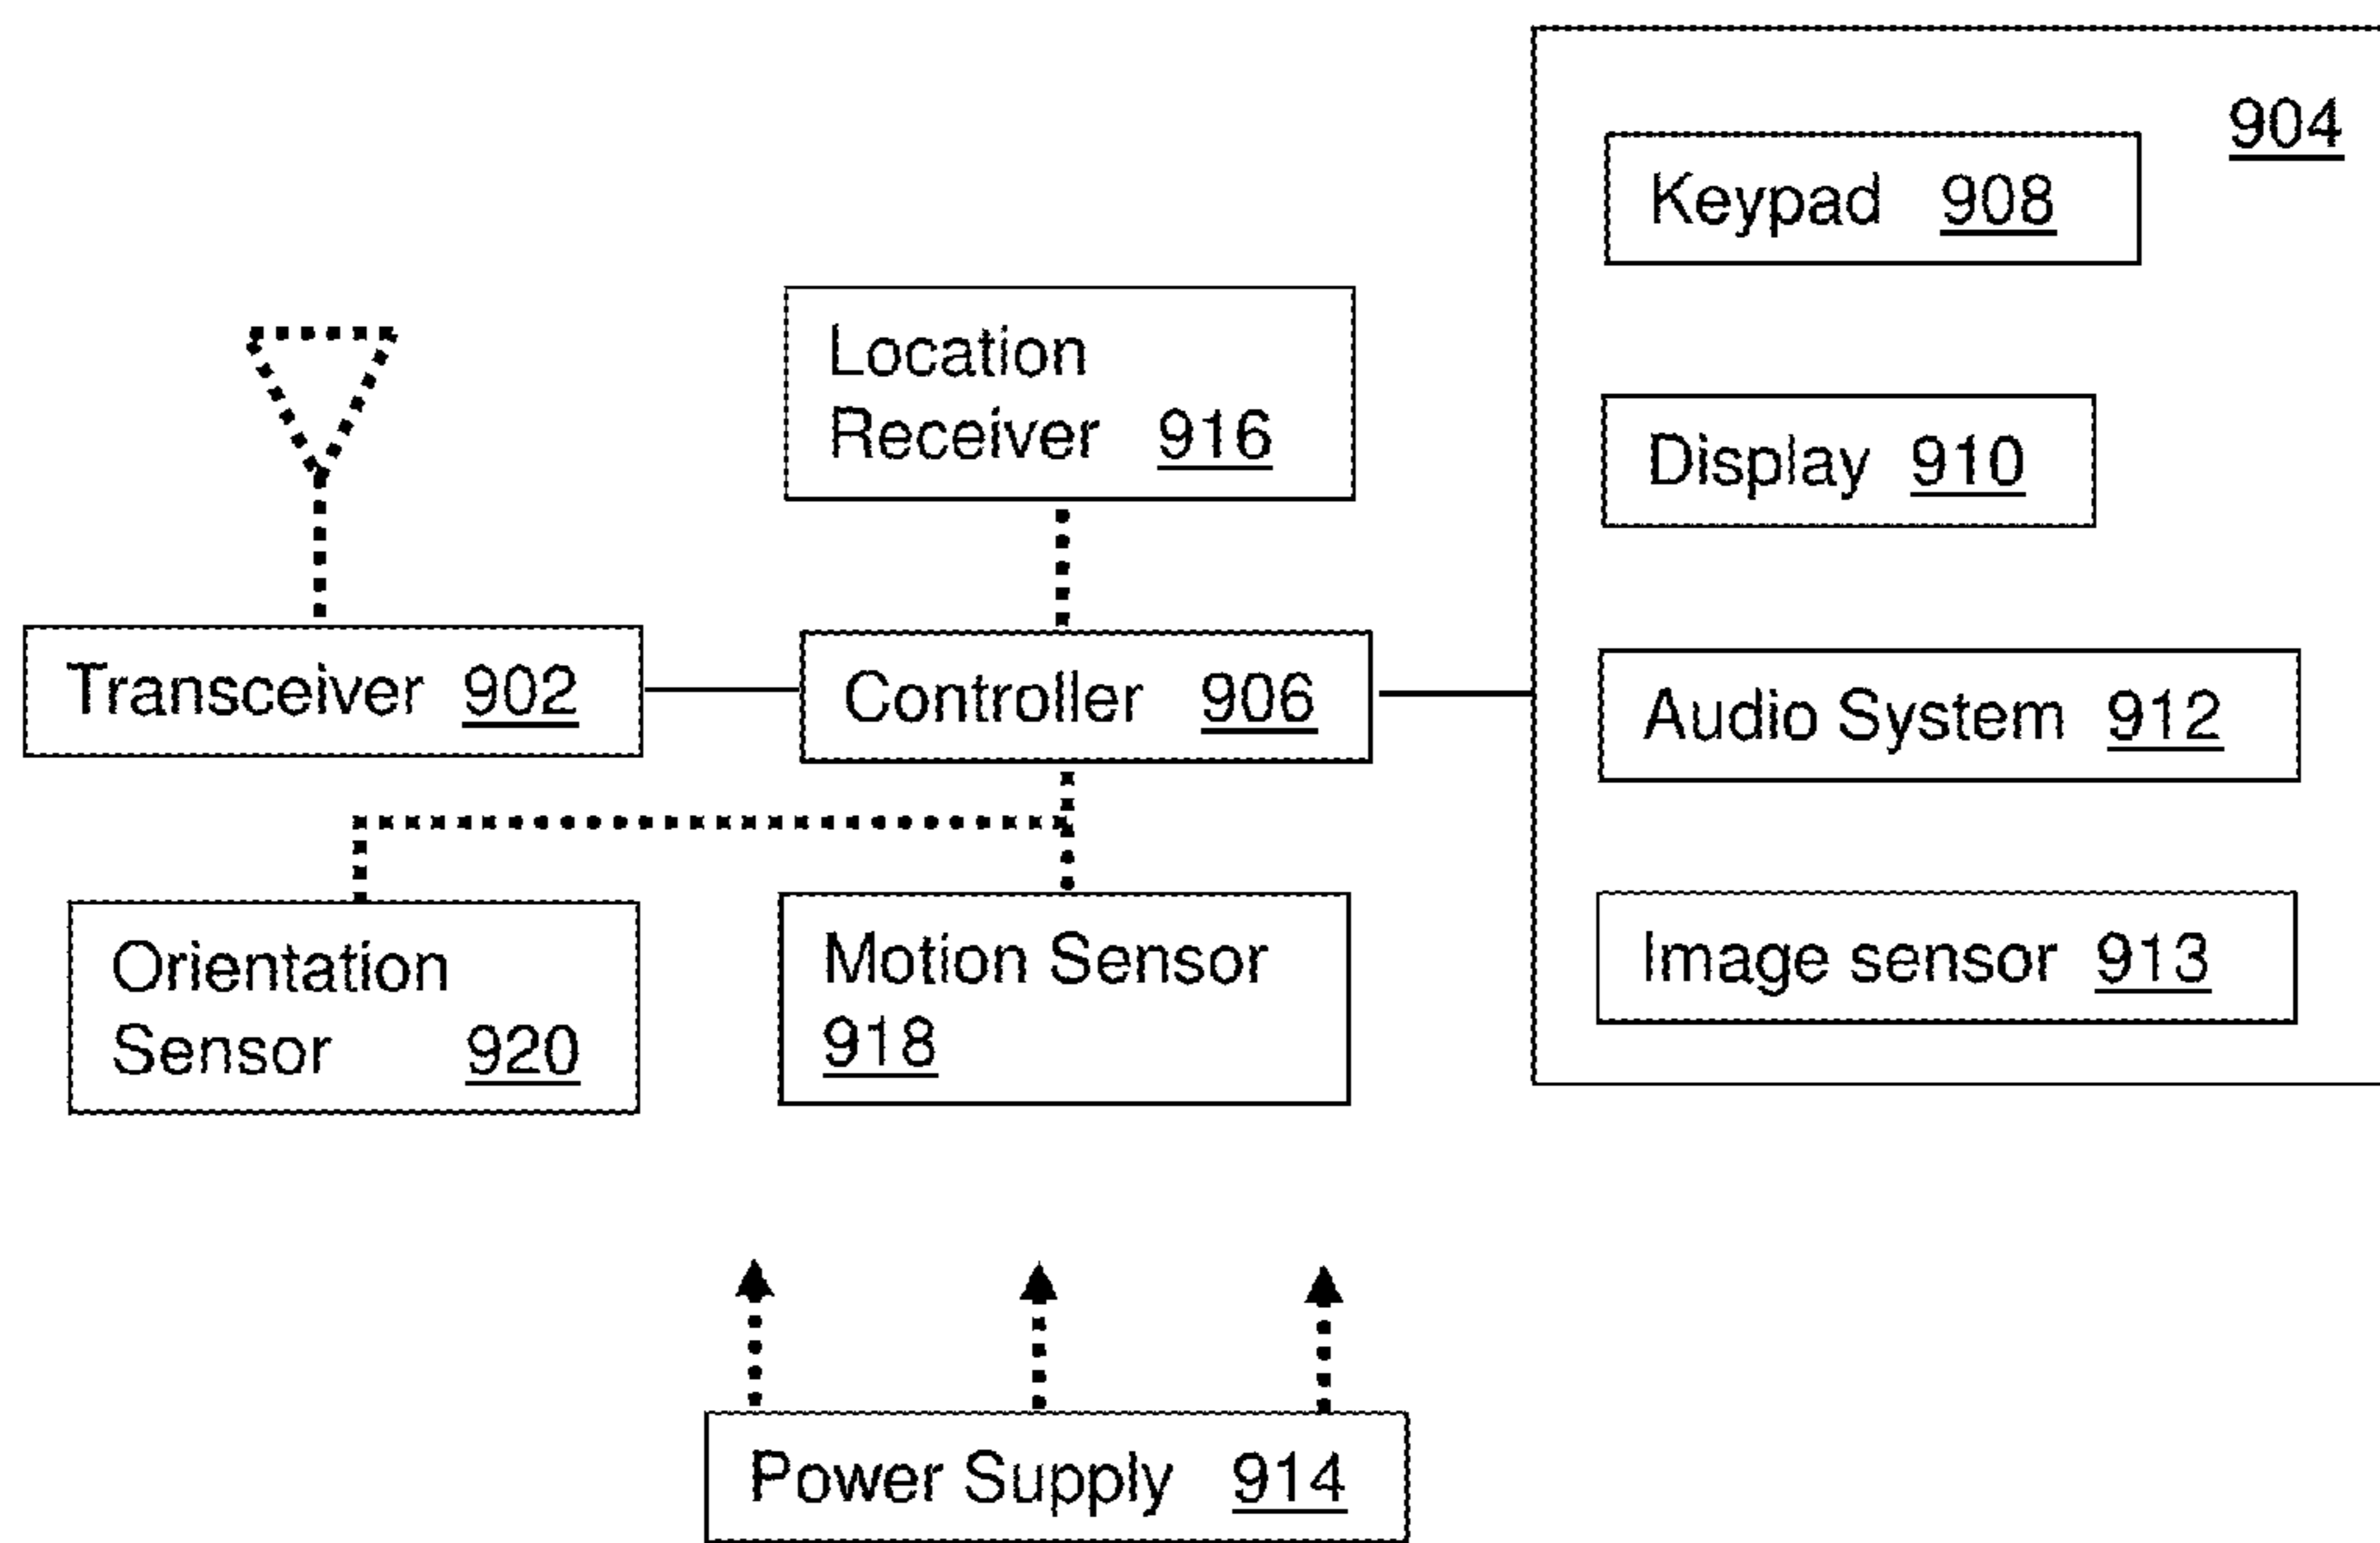 904
Keypad 908
Location
Receiver 916
Display 910
Transceiver 902
Controller 906
Audio System 912
Orientation
Sensor 920
Motion Sensor
918
Image sensor 913
Power Supply 914